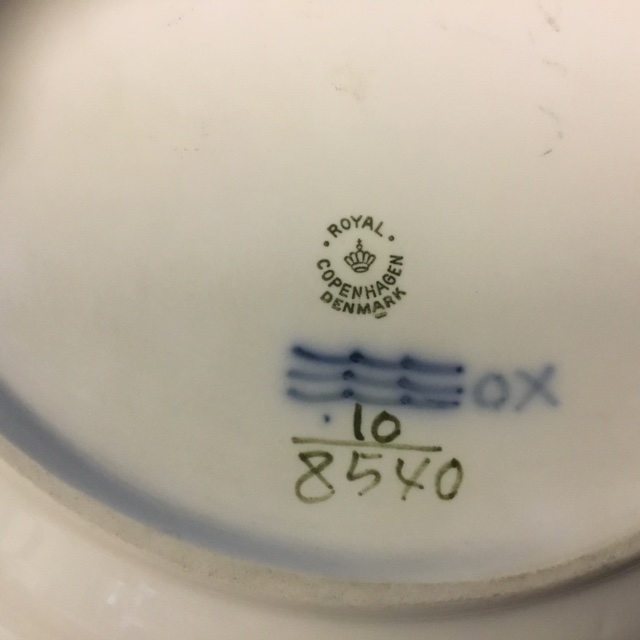 ROYAL
COPENHAGEN
DENMARK
OX
10
8540